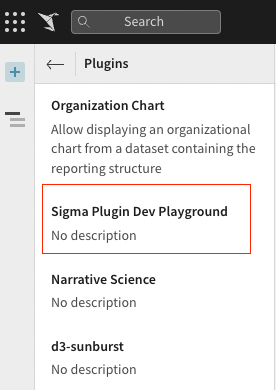 Search
Plugins
Organization Chart
Allow displaying an organizational
chart from a dataset containing the
reporting structure
Sigma Plugin Dev Playground
No description
Narrative Science
No description
d3-sunburst
No description